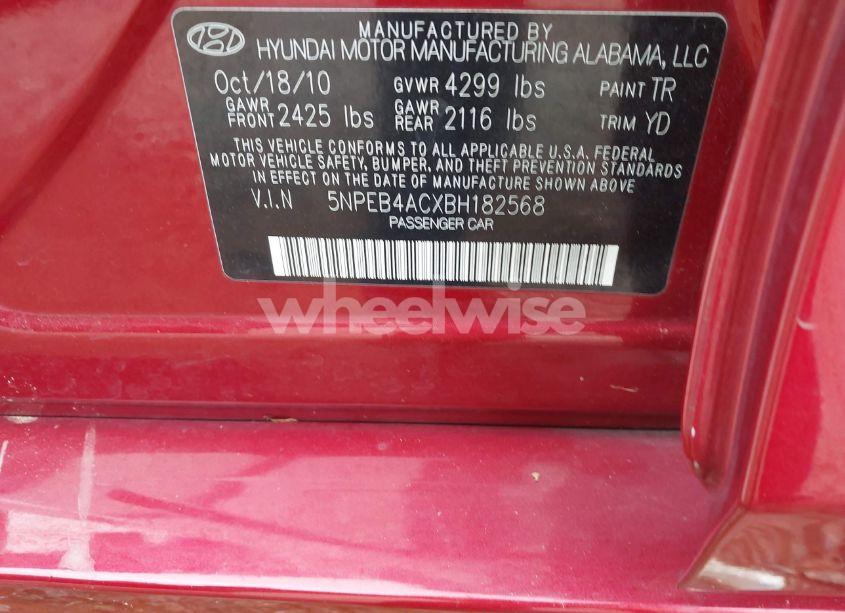 MANUFACTURED BY
HYUNDAI MOTOR MANUFACTURING ALABAMA, LLC
Oct/18/10 GVWR 4299 lbs PAINT TR
GAWR FRONT 2425 lbs GAWR REAR 2116 lbs TRIM YD
THIS VEHICLE CONFORMS TO ALL APPLICABLE U.S.A. FEDERAL
MOTOR VEHICLE SAFETY, BUMPER, AND THEFT PREVENTION STANDARDS
IN EFFECT ON THE DATE OF MANUFACTURE SHOWN ABOVE
V.I.N 5NPEB4ACXBH182568
PASSENGER CAR
wheelwise